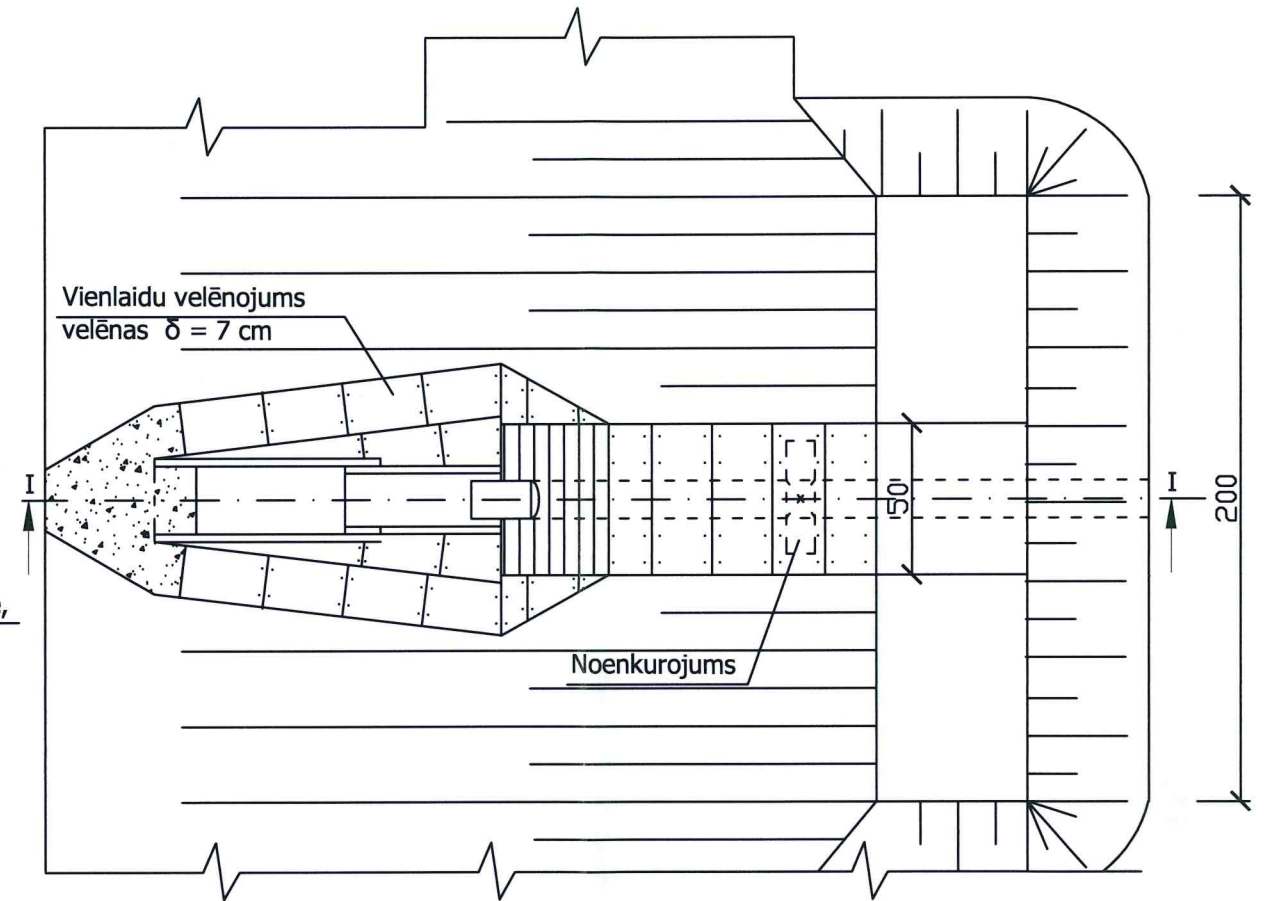 Vienlaidu velēnojums
velēnas δ = 7 cm
I
I
50
200
Noenkurojums